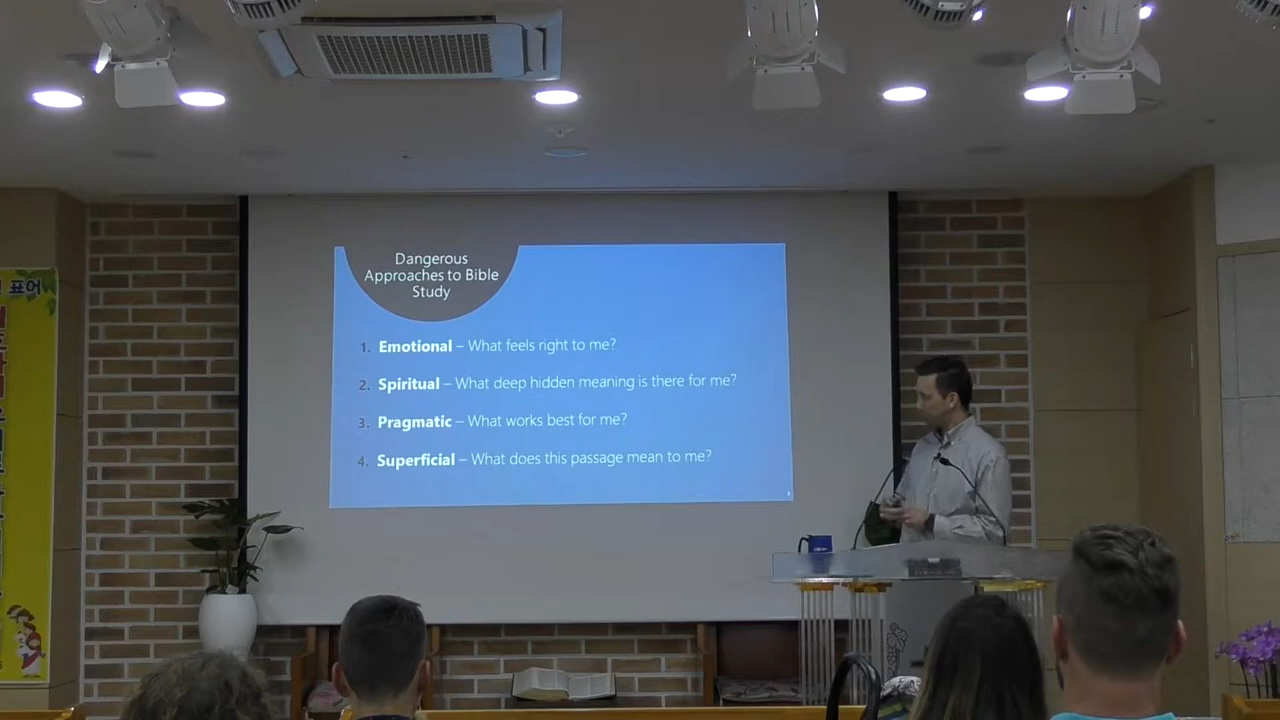 Dangerous
Approaches to Bible
Study
1. Emotional – What feels right to me?
2. Spiritual – What deep hidden meaning is there for me?
3. Pragmatic – What works best for me?
4. Superficial – What does this passage mean to me?
표어